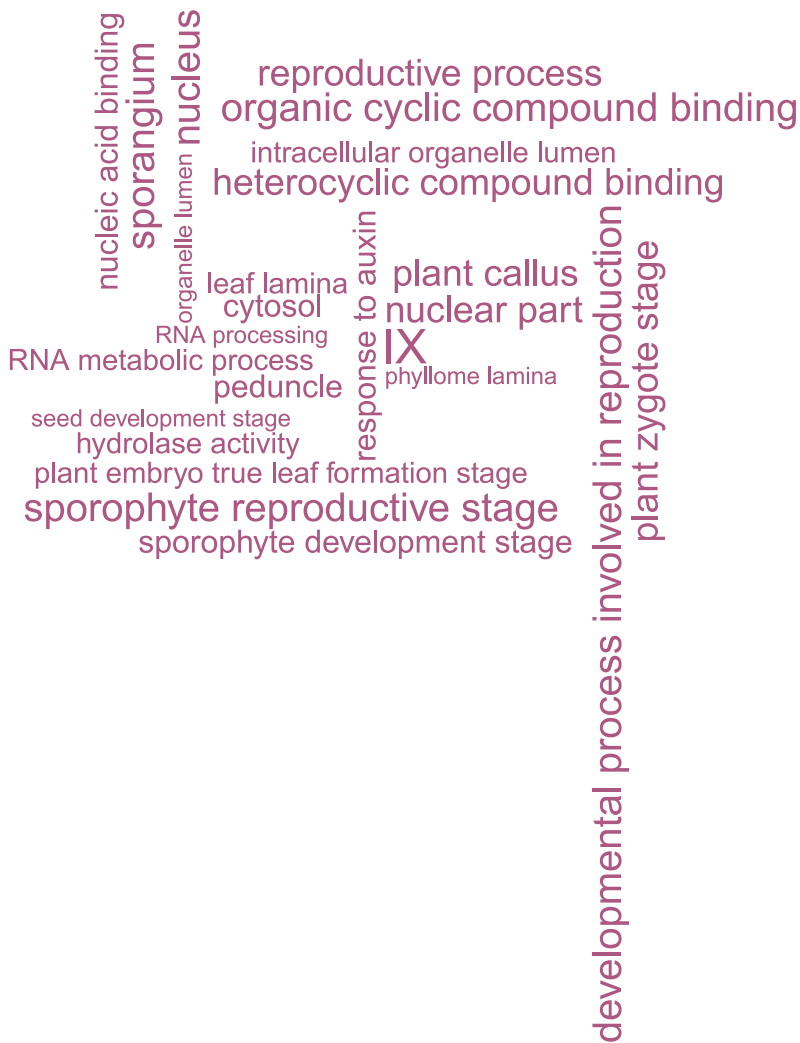 nucleic acid binding
sporangium
nucleus
organelle lumen
reproductive process
organic cyclic compound binding
intracellular organelle lumen
heterocyclic compound binding
response to auxin
leaf lamina
cytosol
plant callus
nuclear part
RNA processing
IX
RNA metabolic process
phyllome lamina
peduncle
seed development stage
hydrolase activity
plant embryo true leaf formation stage
sporophyte reproductive stage
sporophyte development stage
developmental process involved in reproduction
plant zygote stage